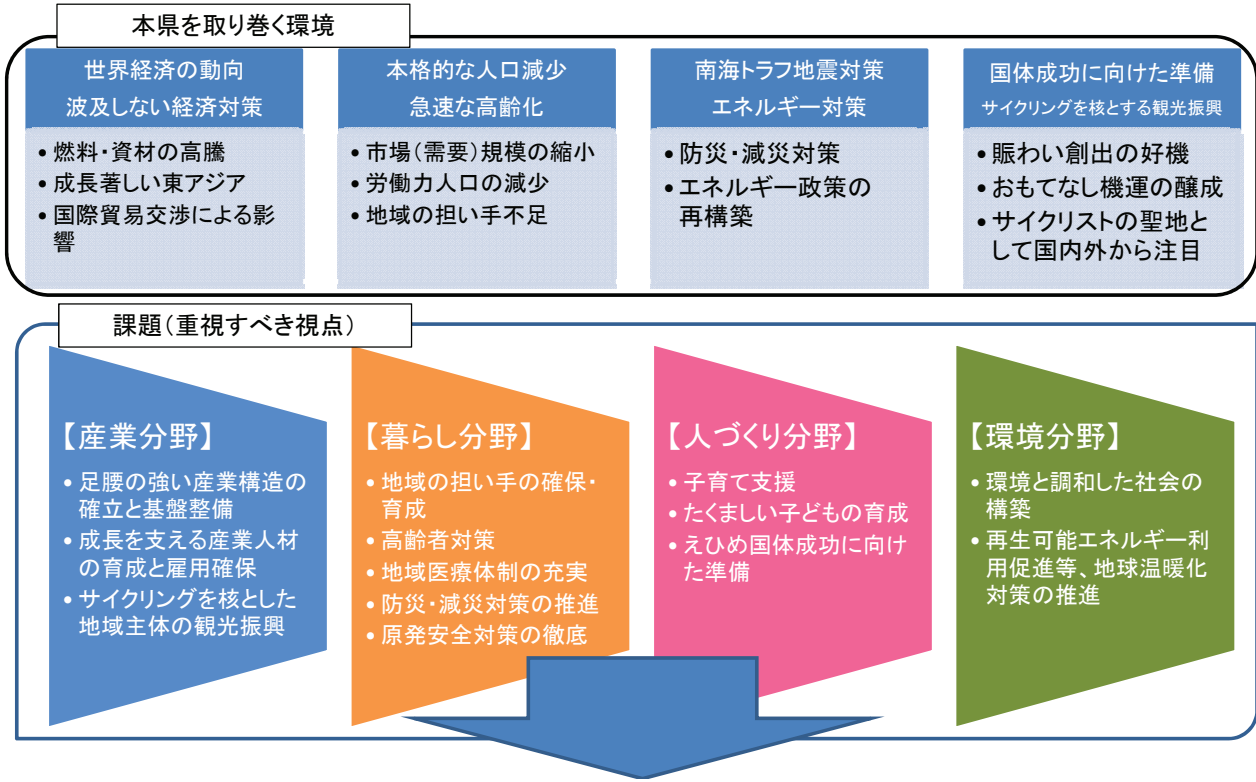 本県を取り巻く環境
世界経済の動向
波及しない経済対策
• 燃料・資材の高騰
• 成長著しい東アジア
• 国際貿易交渉による影
響
本格的な人口減少
急速な高齢化
• 市場(需要)規模の縮小
• 労働力人口の減少
• 地域の担い手不足
南海トラフ地震対策
エネルギー対策
• 防災・減災対策
• エネルギー政策の
再構築
国体成功に向けた準備
サイクリングを核とする観光振興
• 賑わい創出の好機
• おもてなし機運の醸成
• サイクリストの聖地と
して国内外から注目
課題(重視すべき視点)
【産業分野】
• 足腰の強い産業構造の
確立と基盤整備
• 成長を支える産業人材
の育成と雇用確保
• サイクリングを核とした
地域主体の観光振興
【暮らし分野】
• 地域の担い手の確保・
育成
• 高齢者対策
• 地域医療体制の充実
• 防災・減災対策の推進
• 原発安全対策の徹底
【人づくり分野】
• 子育て支援
• たくましい子どもの育成
• えひめ国体成功に向け
た準備
【環境分野】
• 環境と調和した社会の
構築
• 再生可能エネルギー利
用促進等、地球温暖化
対策の推進